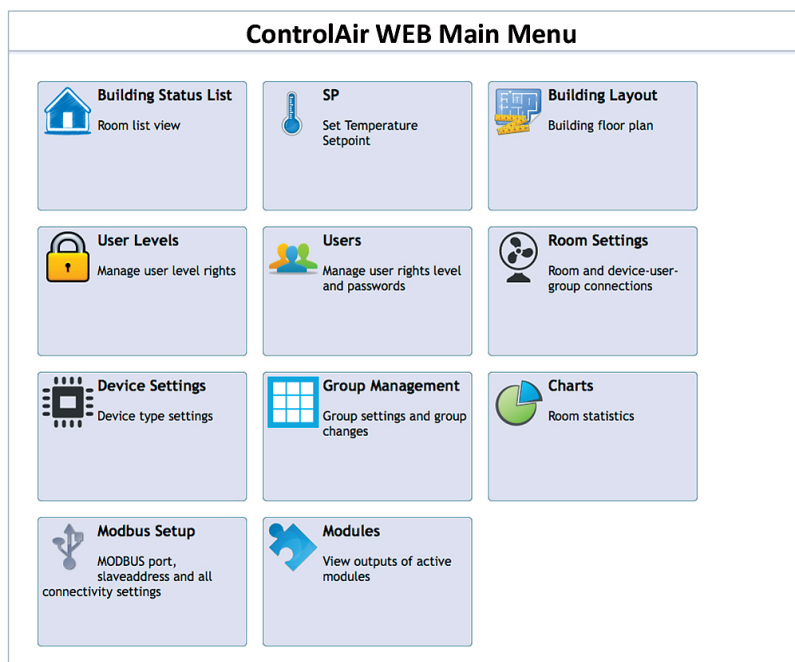 ControlAir WEB Main Menu
Building Status List
Room list view
SP
Set Temperature
Setpoint
Building Layout
Building floor plan
User Levels
Manage user level rights
Users
Manage user rights level
and passwords
Room Settings
Room and device-user-
group connections
Device Settings
Device type settings
Group Management
Group settings and group
changes
Charts
Room statistics
Modbus Setup
MODBUS port,
slaveaddress and all
connectivity settings
Modules
View outputs of active
modules